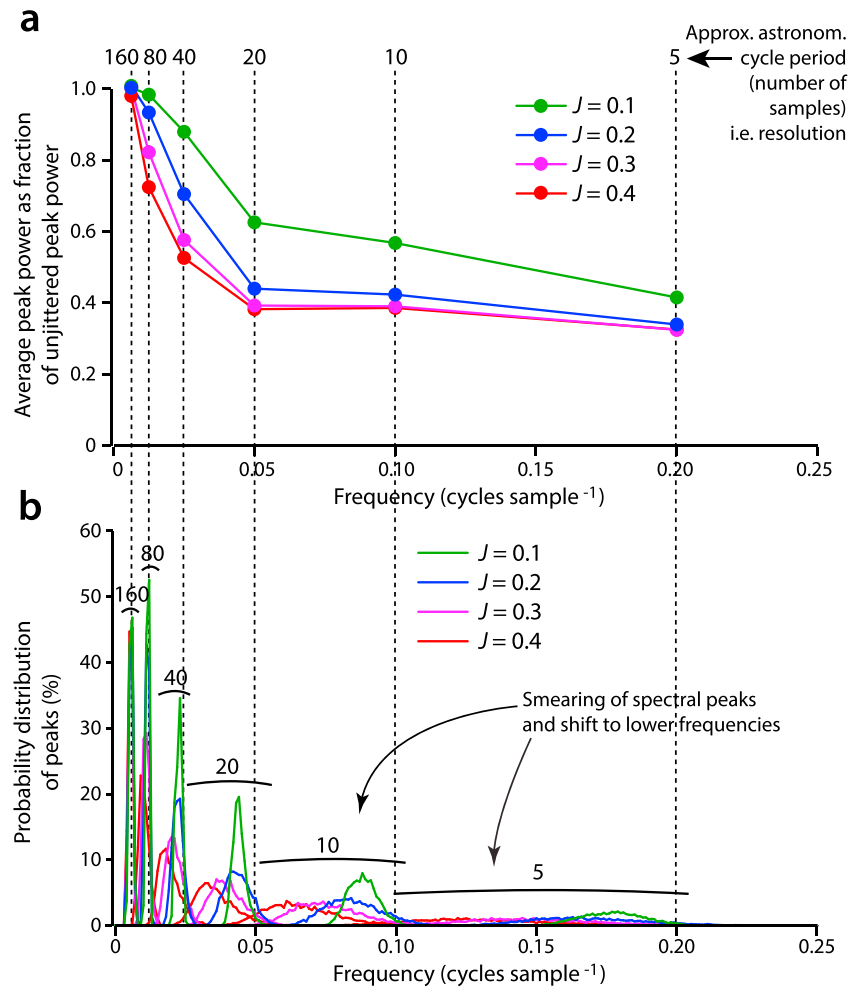 a
160 80 40 20 10 5
Approx. astronom.
cycle period
(number of
samples)
i.e. resolution
Average peak power as fraction
of unjittered peak power
1.0
0.8
0.6
0.4
0.2
0
J = 0.1
J = 0.2
J = 0.3
J = 0.4
0 0.05 0.10 0.15 0.20 0.25
Frequency (cycles sample -1)
b
Probability distribution
of peaks (%)
60
50
40
30
20
10
0
J = 0.1
J = 0.2
J = 0.3
J = 0.4
80
160
40
20
10
5
Smearing of spectral peaks
and shift to lower frequencies
0 0.05 0.10 0.15 0.20 0.25
Frequency (cycles sample -1)